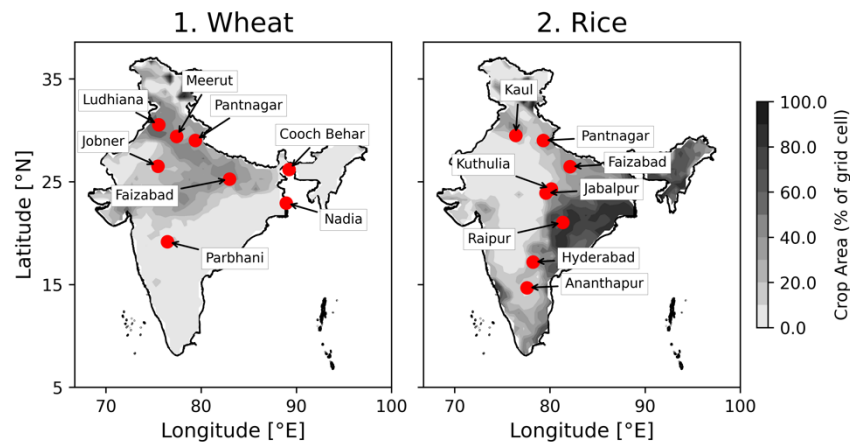 1. Wheat
2. Rice
Meerut
Ludhiana
Pantnagar
Jobner
Cooch Behar
Faizabad
Nadia
Parbhani
Kaul
Pantnagar
Kuthulia
Faizabad
Jabalpur
Raipur
Hyderabad
Ananthapur
35
25
15
5
Latitude [°N]
70
80
90
100
Longitude [°E]
70
80
90
100
Longitude [°E]
100.0
80.0
60.0
40.0
20.0
0.0
Crop Area (% of grid cell)